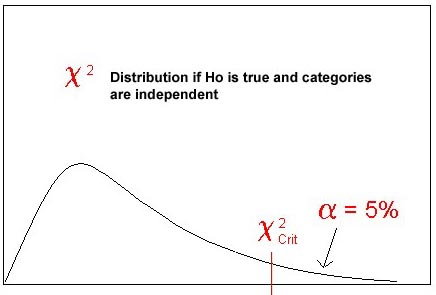 χ² Distribution if Ho is true and categories
are independent
α = 5%
χ² Crit